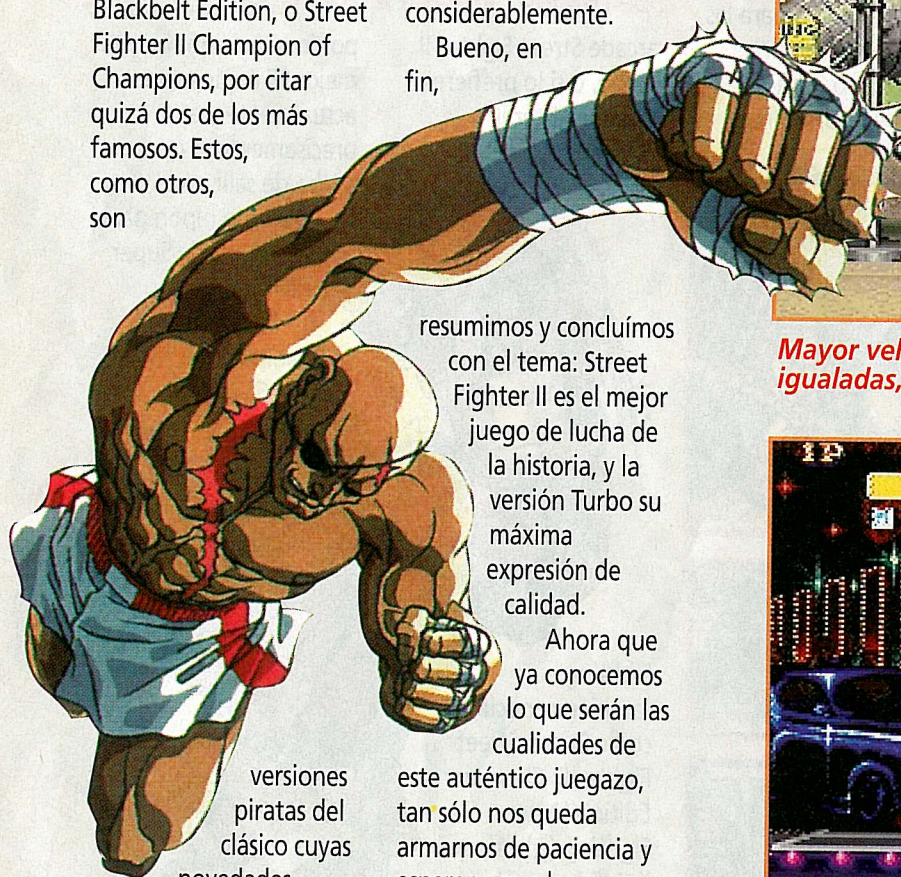 Blackbelt Edition, o Street
Fighter II Champion of
Champions, por citar
quizá dos de los más
famosos. Estos,
como otros,
son
versiones
piratas del
clásico cuyas
novedades
considerablemente.
Bueno, en
fin,
resumimos y concluímos
con el tema: Street
Fighter II es el mejor
juego de lucha de
la historia, y la
versión Turbo su
máxima
expresión de
calidad.
Ahora que
ya conocemos
lo que serán las
cualidades de
este auténtico juegazo,
tan sólo nos queda
armarnos de paciencia y
Mayor vel
igualadas,
1P